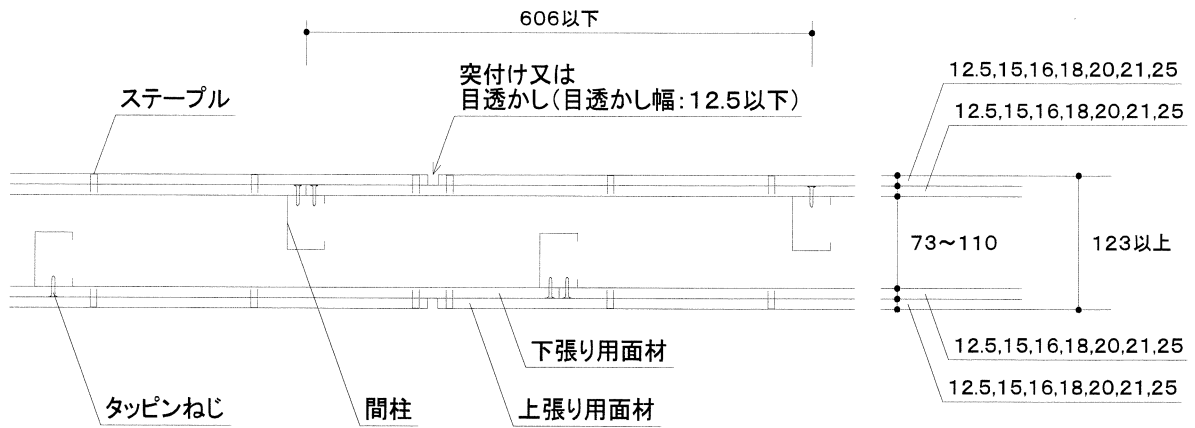 606以下
突付け又は
目透かし(目透かし幅:12.5以下)
ステープル
12.5,15,16,18,20,21,25
12.5,15,16,18,20,21,25
73~110
123以上
下張り用面材
12.5,15,16,18,20,21,25
12.5,15,16,18,20,21,25
タッピンねじ
間柱
上張り用面材